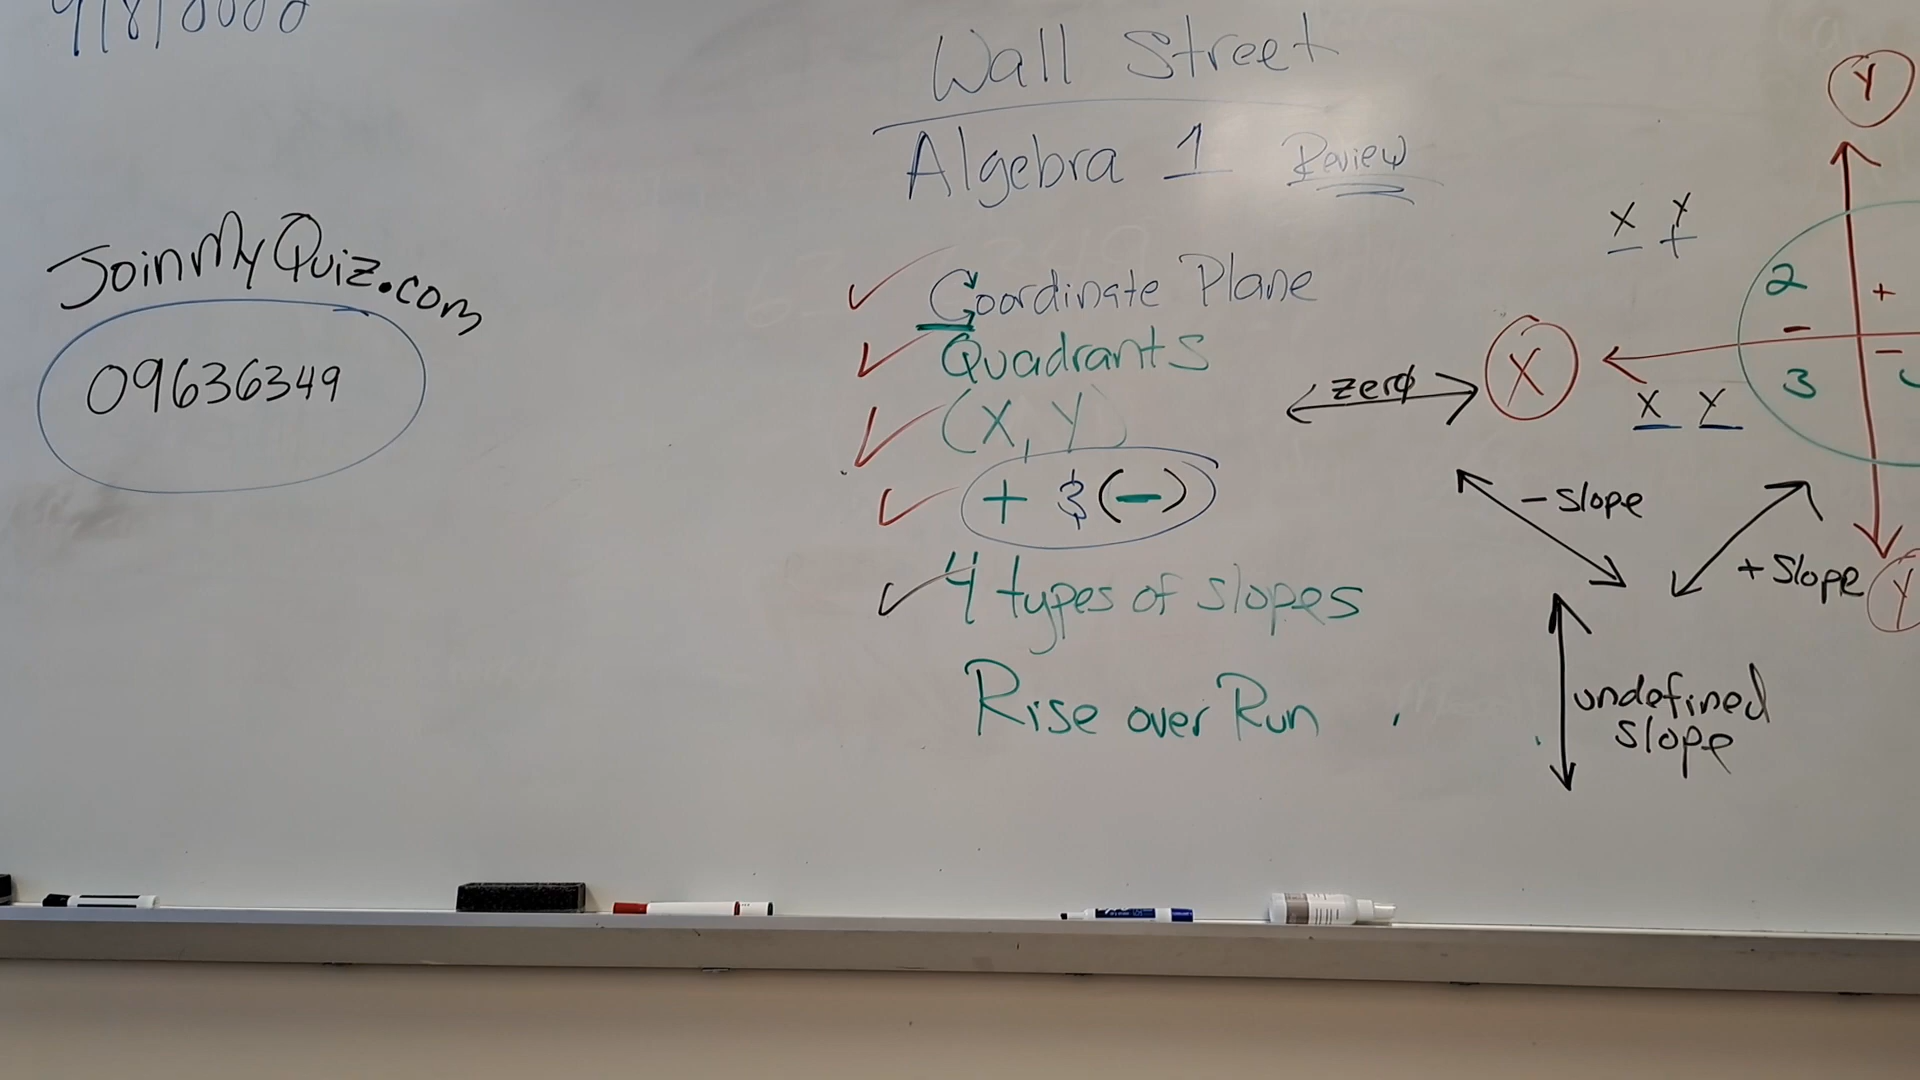 Wall Street
Algebra 1 Review
JoinMyQuiz.com
09636349
Coordinate Plane
Quadrants
(X, Y)
+ & (-)
4 types of slopes
Rise over Run
zero
X
- slope
+ slope
undefined
slope
Y
X Y
- +
2
+
-
-
3
X Y
Y